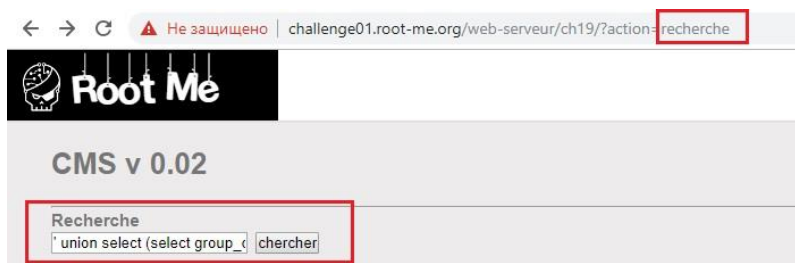 Не защищено | challenge01.root-me.org/web-serveur/ch19/?action=recherche
Root Me
CMS v 0.02
Recherche
' union select (select group_c chercher